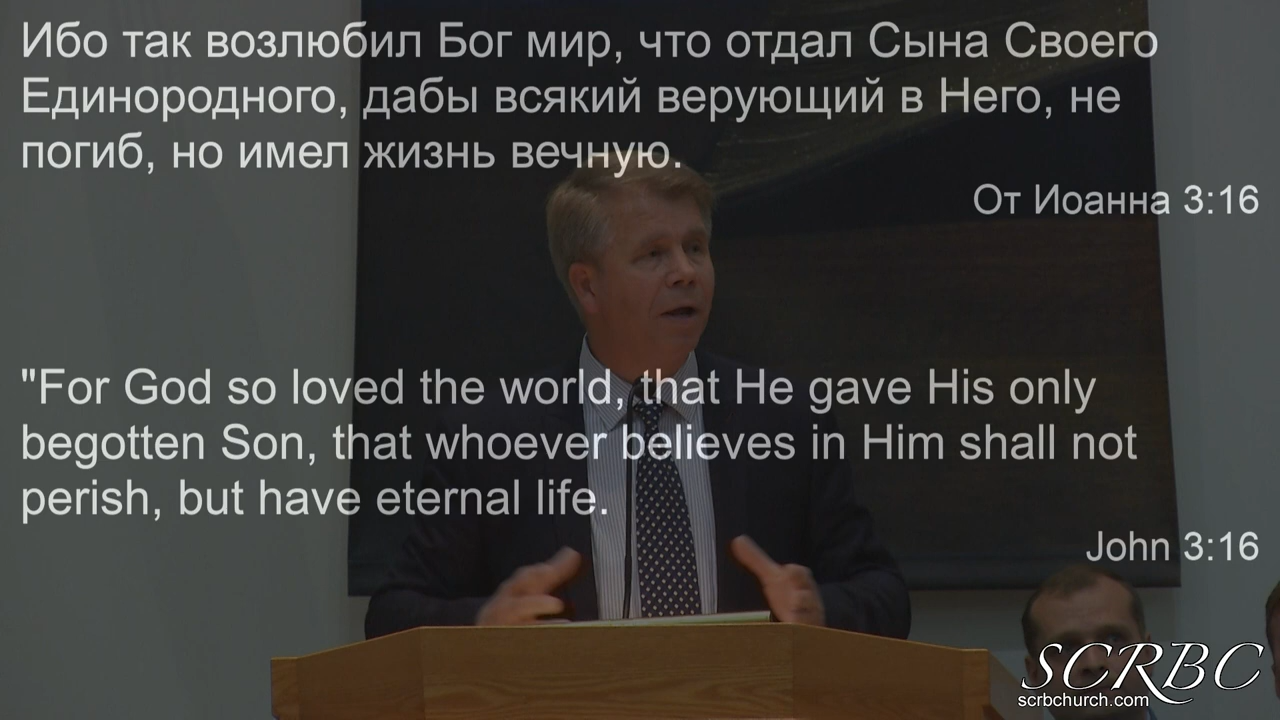 Ибо так возлюбил Бог мир, что отдал Сына Своего
Единородного, дабы всякий верующий в Него, не
погиб, но имел жизнь вечную.
От Иоанна 3:16
"For God so loved the world, that He gave His only
begotten Son, that whoever believes in Him shall not
perish, but have eternal life.
John 3:16
SCRBC
scrbchurch.com